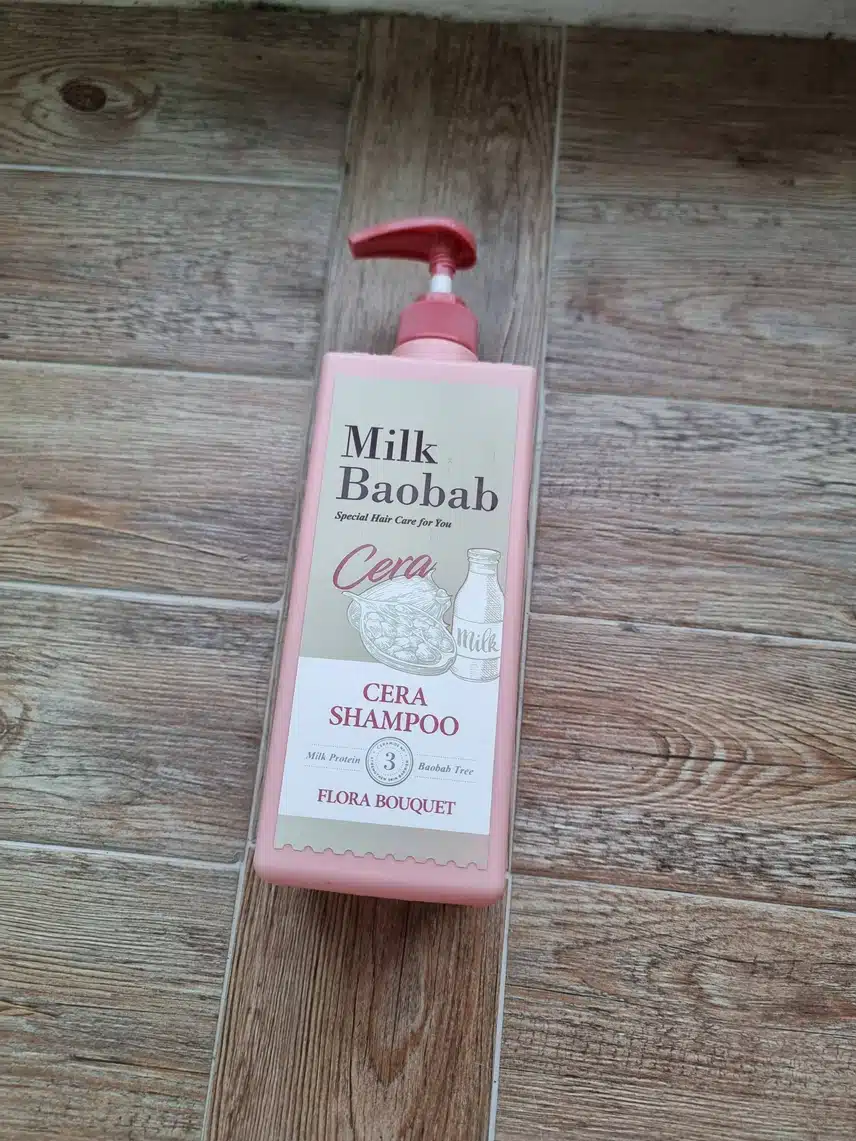 Milk
Baobab
Special Hair Care for You
Cera
Milk
CERA
SHAMPOO
Milk Protein 3 Baobab Tree
FLORA BOUQUET